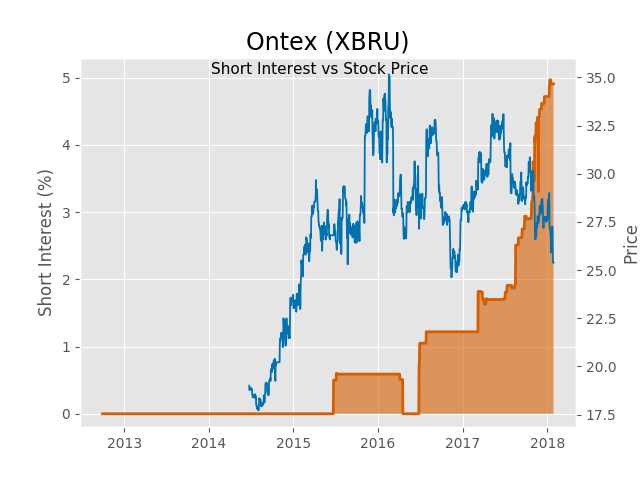 Ontex (XBRU)
Short Interest vs Stock Price
Short Interest (%)
5
4
3
2
1
0
35.0
32.5
30.0
27.5
25.0
22.5
20.0
17.5
Price
2013 2014 2015 2016 2017 2018